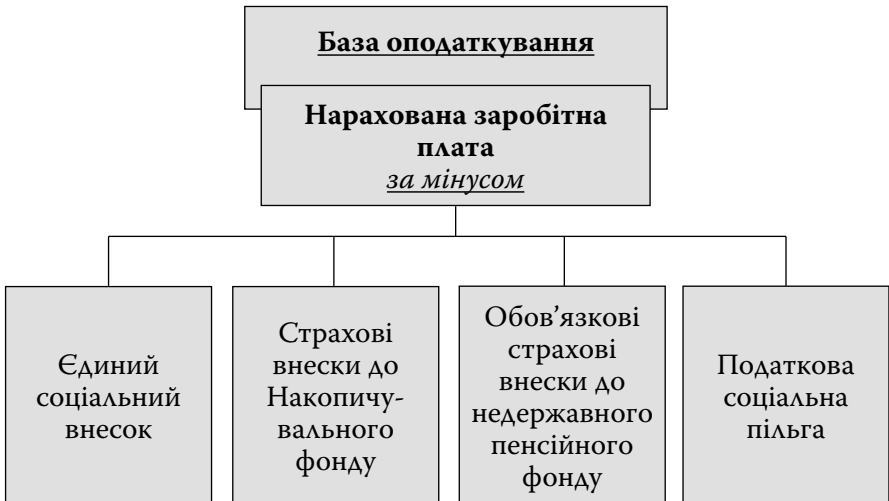 База оподаткування
Нарахована заробітна
плата
за мінусом
Єдиний
соціальний
внесок
Страхові
внески до
Накопичу-
вального
фонду
Обов’язкові
страхові
внески до
недержавного
пенсійного
фонду
Податкова
соціальна
пільга